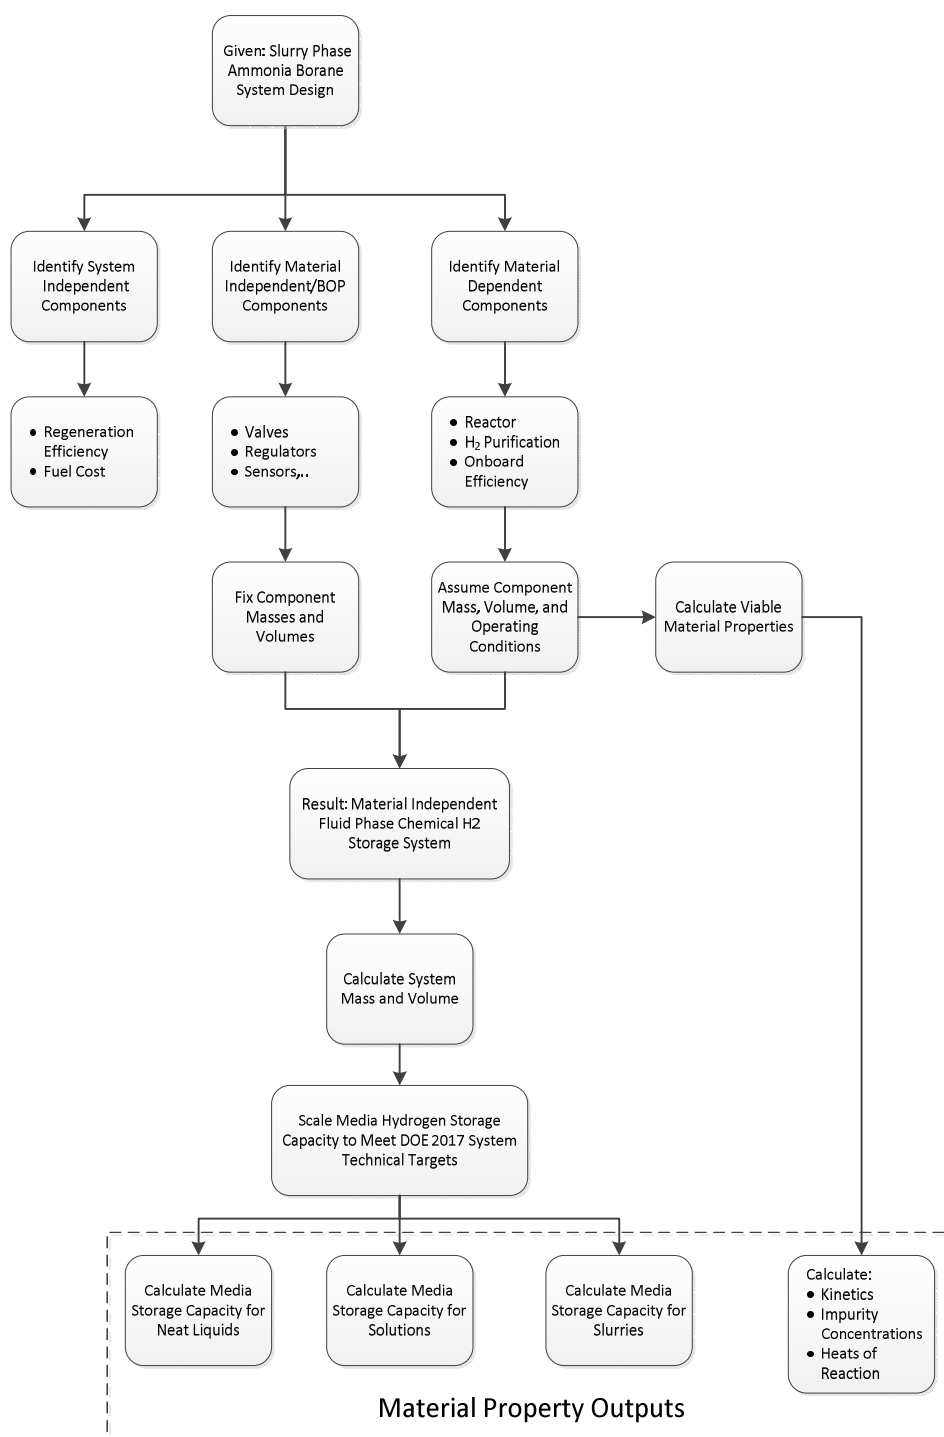 Given: Slurry Phase
Ammonia Borane
System Design
Identify System
Independent
Components
Identify Material
Independent/BOP
Components
Identify Material
Dependent
Components
• Regeneration
Efficiency
• Fuel Cost
• Valves
• Regulators
• Sensors,..
• Reactor
• H₂ Purification
• Onboard
Efficiency
Fix Component
Masses and
Volumes
Assume Component
Mass, Volume, and
Operating
Conditions
Calculate Viable
Material Properties
Result: Material Independent
Fluid Phase Chemical H2
Storage System
Calculate System
Mass and Volume
Scale Media Hydrogen Storage
Capacity to Meet DOE 2017 System
Technical Targets
Calculate Media
Storage Capacity for
Neat Liquids
Calculate Media
Storage Capacity for
Solutions
Calculate Media
Storage Capacity for
Slurries
Calculate:
• Kinetics
• Impurity
Concentrations
• Heats of
Reaction
Material Property Outputs